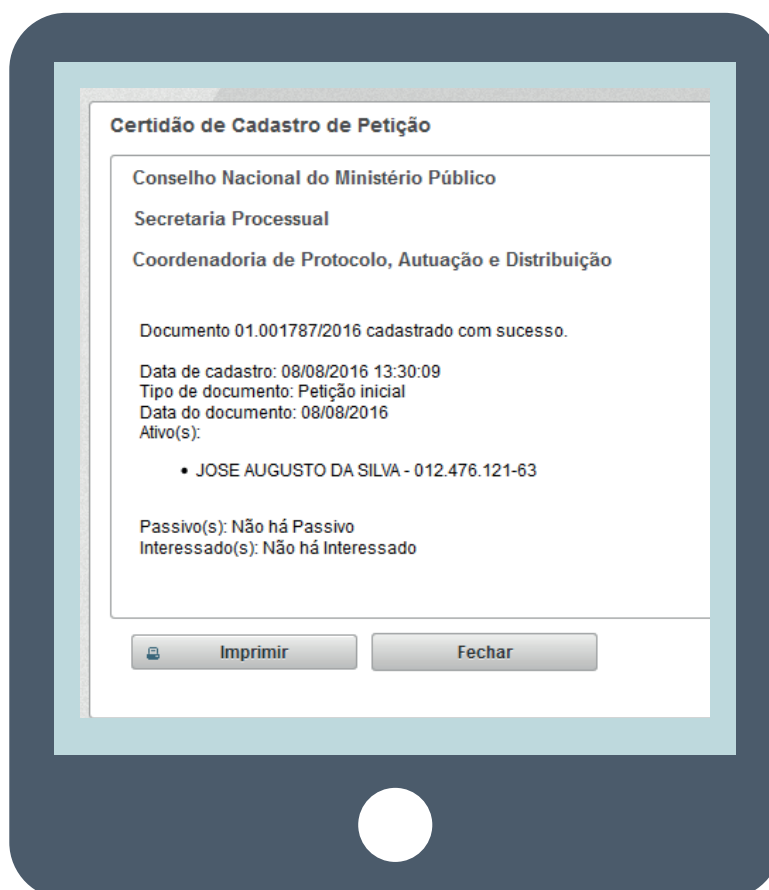 Certidão de Cadastro de Petição
Conselho Nacional do Ministério Público
Secretaria Processual
Coordenadoria de Protocolo, Autuação e Distribuição
Documento 01.001787/2016 cadastrado com sucesso.
Data de cadastro: 08/08/2016 13:30:09
Tipo de documento: Petição inicial
Data do documento: 08/08/2016
Ativo(s):
• JOSE AUGUSTO DA SILVA - 012.476.121-63
Passivo(s): Não há Passivo
Interessado(s): Não há Interessado
Imprimir Fechar